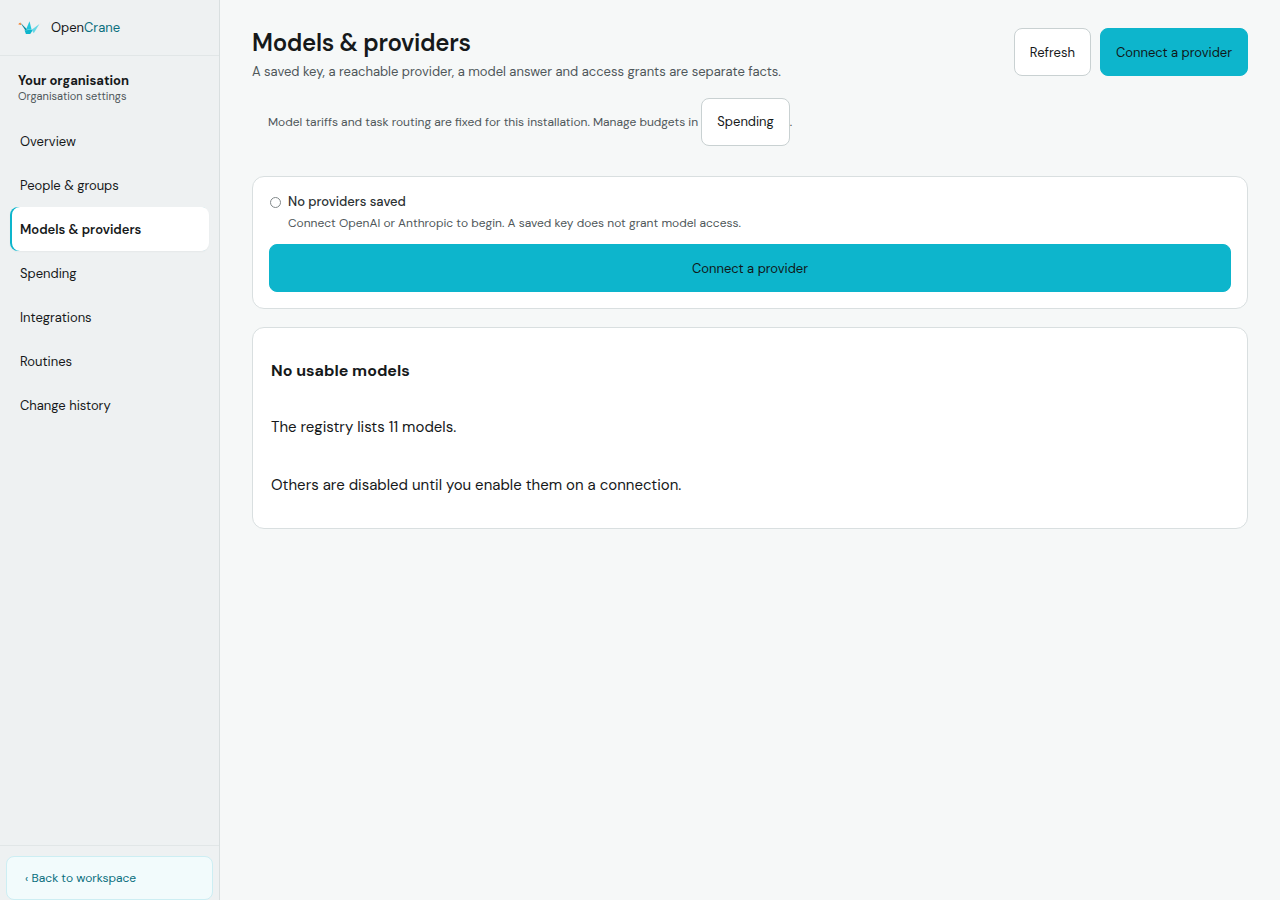 OpenCrane
Your organisation
Organisation settings
Overview
People & groups
Models & providers
Spending
Integrations
Routines
Change history
‹ Back to workspace
Models & providers
A saved key, a reachable provider, a model answer and access grants are separate facts.
Refresh
Connect a provider
Model tariffs and task routing are fixed for this installation. Manage budgets in Spending.
No providers saved
Connect OpenAI or Anthropic to begin. A saved key does not grant model access.
Connect a provider
No usable models
The registry lists 11 models.
Others are disabled until you enable them on a connection.